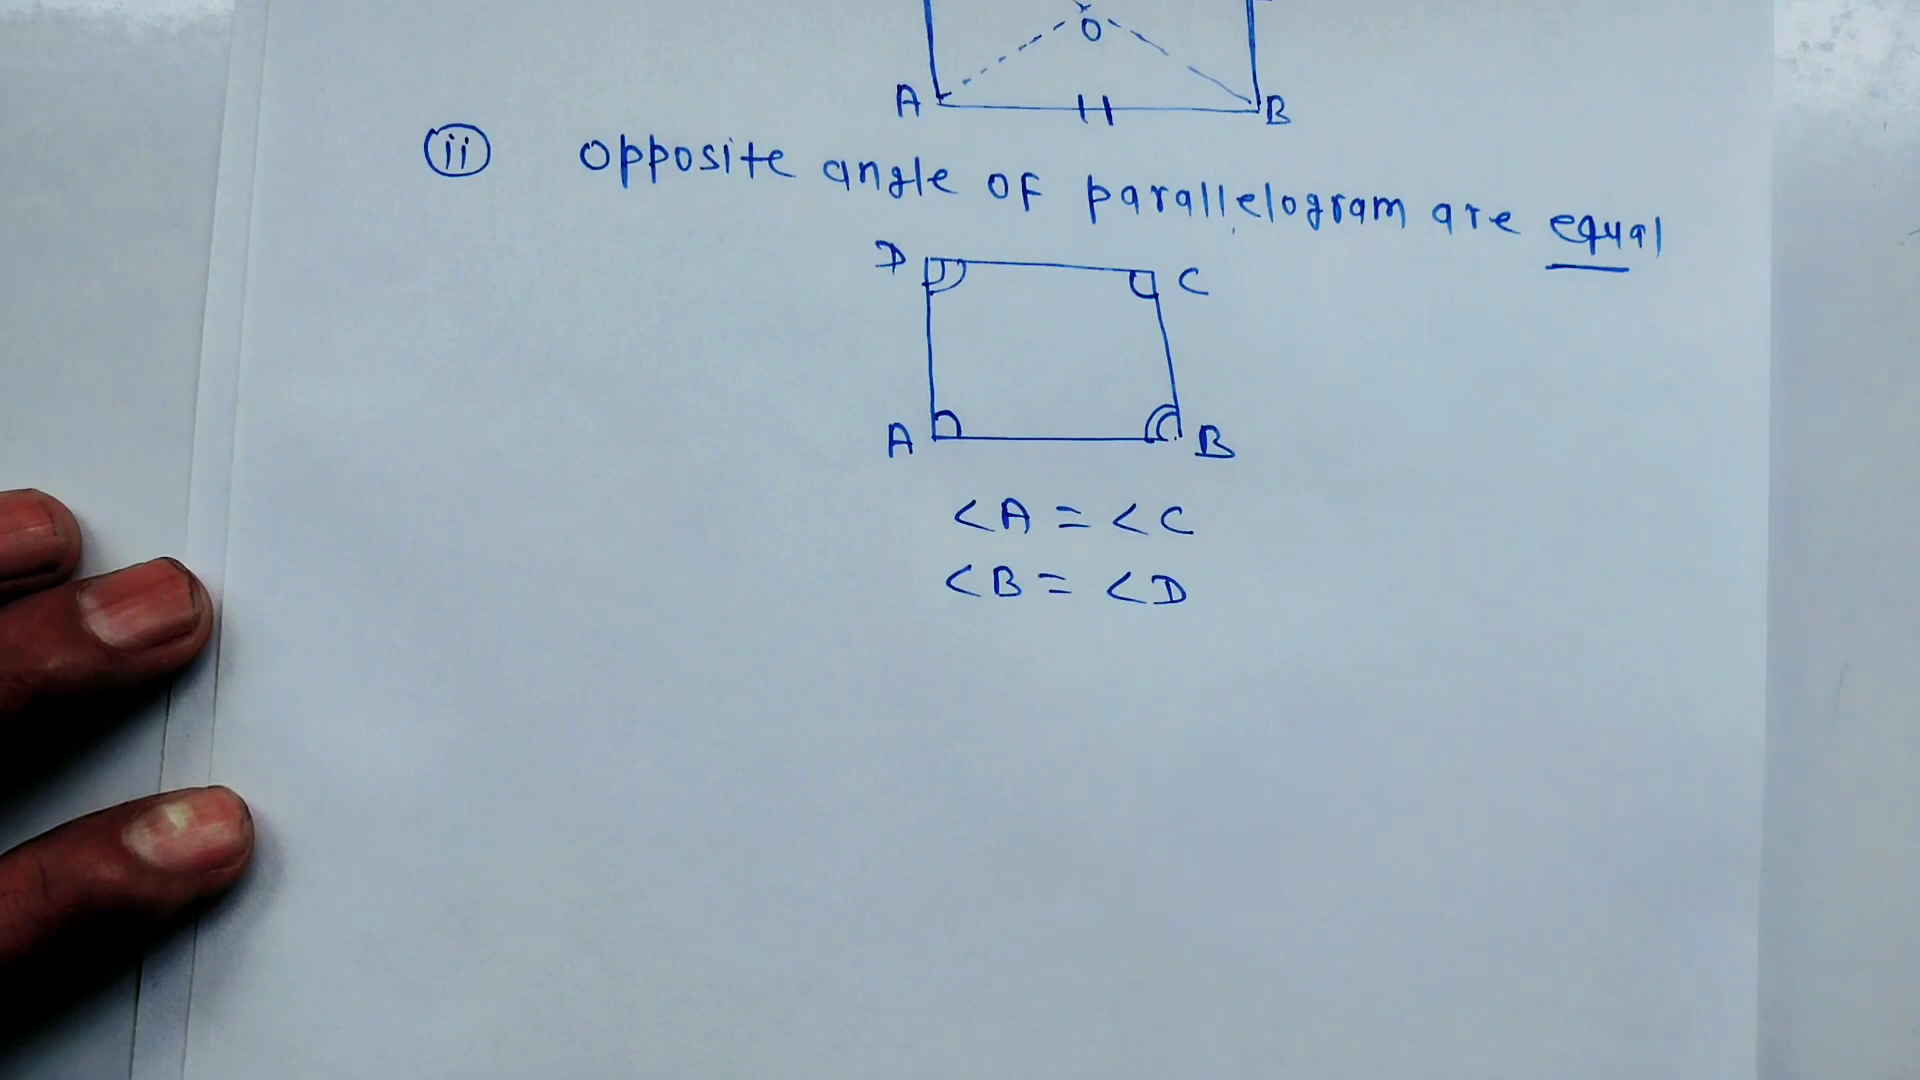 O
A B
(ii) opposite angle of parallelogram are equal
D C
A B
<A = <C
<B = <D